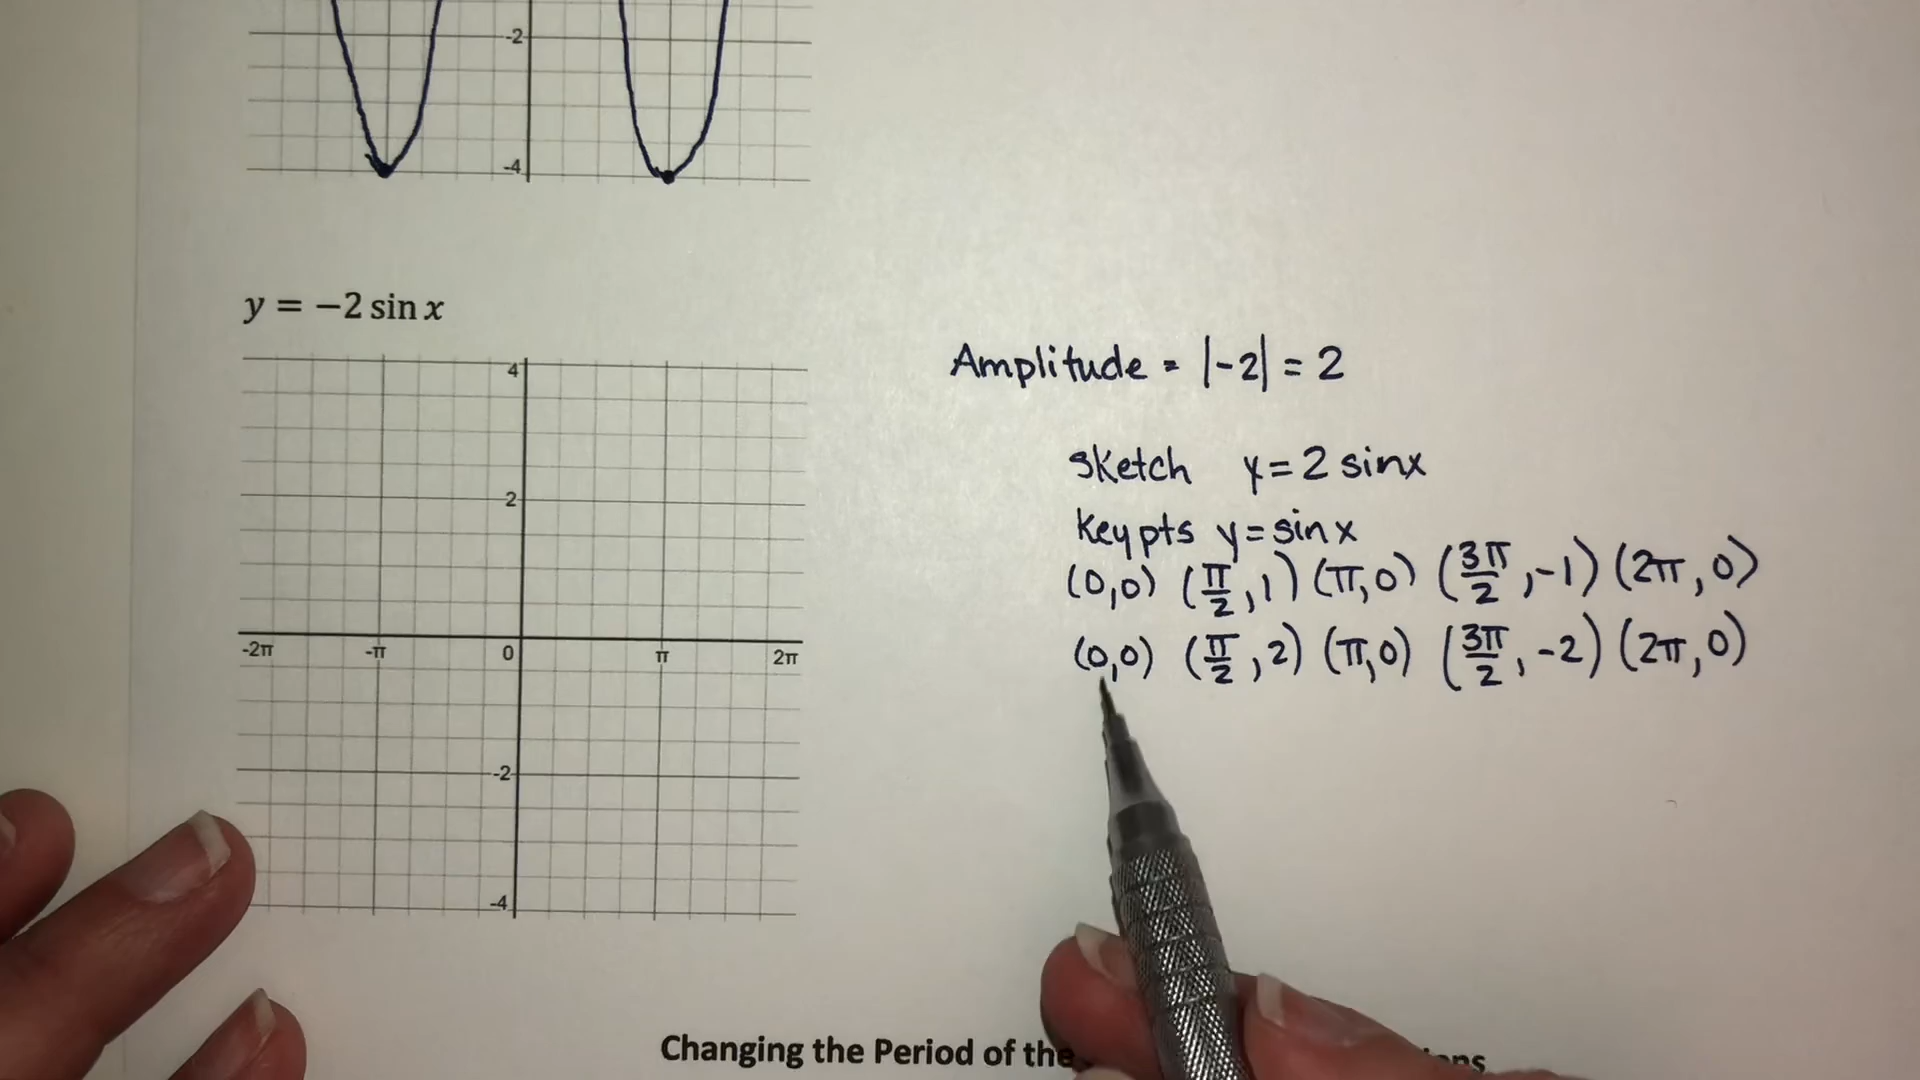 -2
-4
y = −2 sin x
4
2
-2π -π 0 π 2π
-2
-4
Amplitude = |-2| = 2
sketch y = 2 sinx
Key pts y = sinx
(0,0) (π/2, 1) (π,0) (3π/2, -1) (2π, 0)
(0,0) (π/2, 2) (π,0) (3π/2, -2) (2π, 0)
Changing the Period of the